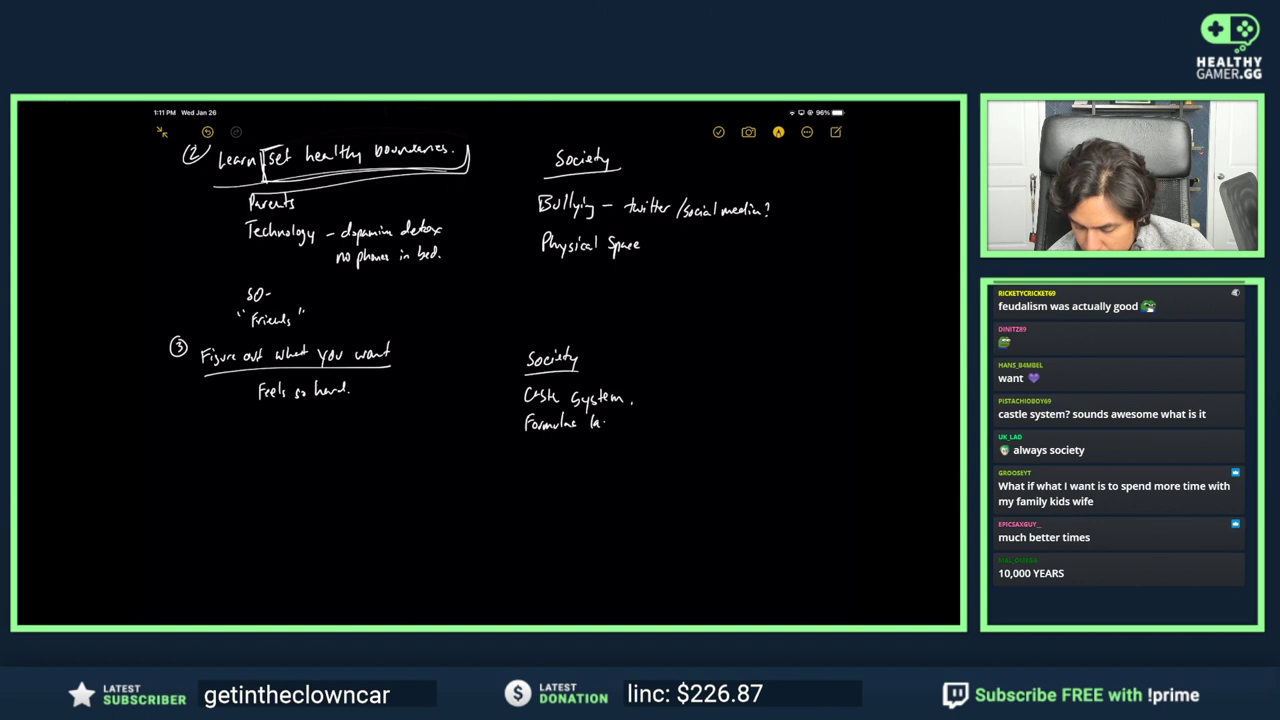 HEALTHY
GAMER.GG
1:11 PM Wed Jan 26
96%
② Learn set healthy boundaries.
Parents
Technology - dopamine detox
no phones in bed.
SO-
"Friends"
Society
Bullying - twitter/social media?
Physical Space
③ Figure out what you want
Feels so hard.
Society
Caste System.
Formulas
RICKETYCRICKET69
feudalism was actually good
DINITZ89
HANS_B4MBEL
want 💜
PISTACHIOBOY69
castle system? sounds awesome what is it
UK_LAD
always society
GROOSEYT
What if what I want is to spend more time with
my family kids wife
EPICSAXGUY__
much better times
10,000 YEARS
LATEST
SUBSCRIBER
getintheclowncar
LATEST
DONATION
linc: $226.87
Subscribe FREE with !prime